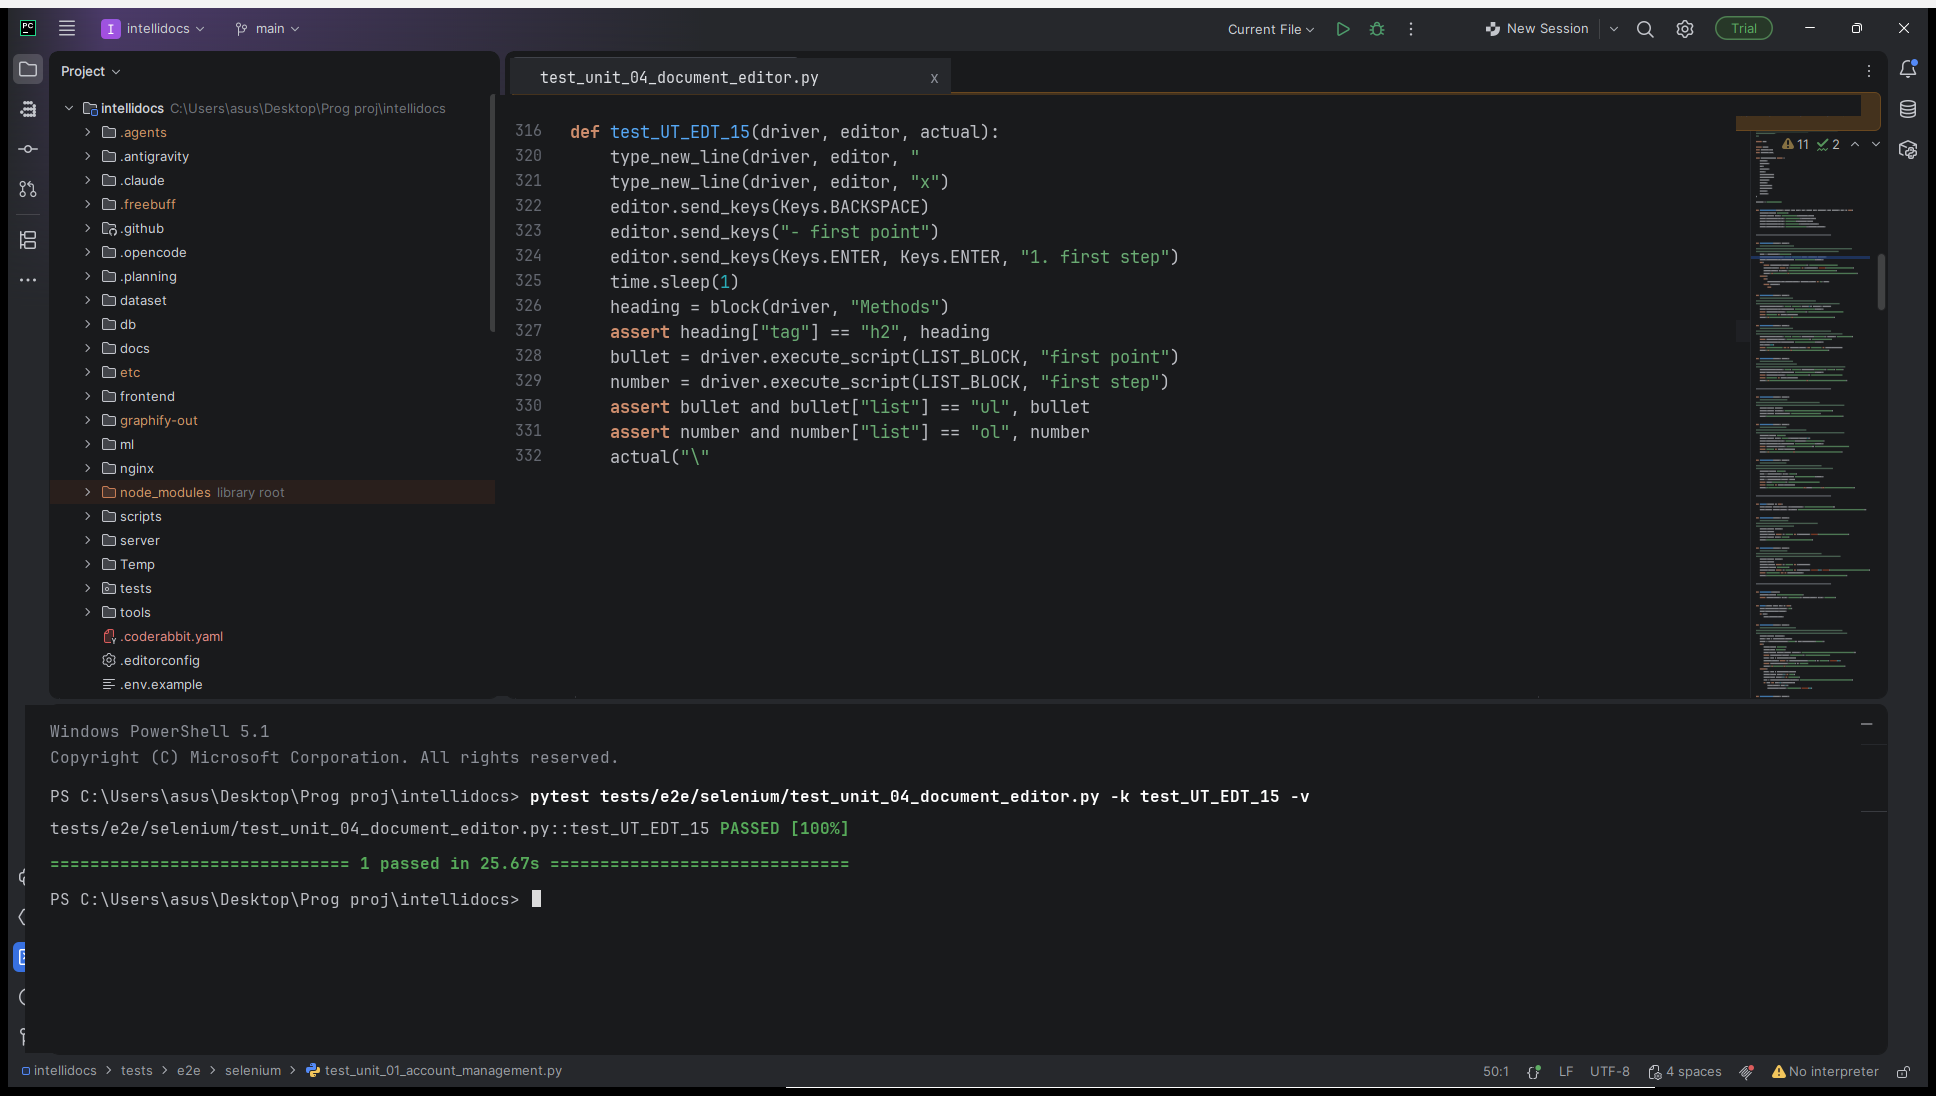 PC
I intellidocs
main
Current File
New Session
Trial
Project
test_unit_04_document_editor.py x
intellidocs C:\Users\asus\Desktop\Prog proj\intellidocs
.agents
.antigravity
.claude
.freebuff
.github
.opencode
.planning
dataset
db
docs
etc
frontend
graphify-out
ml
nginx
node_modules library root
scripts
server
Temp
tests
tools
.coderabbit.yaml
.editorconfig
.env.example
316 def test_UT_EDT_15(driver, editor, actual):
320 type_new_line(driver, editor, "
321 type_new_line(driver, editor, "x")
322 editor.send_keys(Keys.BACKSPACE)
323 editor.send_keys("- first point")
324 editor.send_keys(Keys.ENTER, Keys.ENTER, "1. first step")
325 time.sleep(1)
326 heading = block(driver, "Methods")
327 assert heading["tag"] == "h2", heading
328 bullet = driver.execute_script(LIST_BLOCK, "first point")
329 number = driver.execute_script(LIST_BLOCK, "first step")
330 assert bullet and bullet["list"] == "ul", bullet
331 assert number and number["list"] == "ol", number
332 actual("\"
11 2
Windows PowerShell 5.1
Copyright (C) Microsoft Corporation. All rights reserved.
PS C:\Users\asus\Desktop\Prog proj\intellidocs> pytest tests/e2e/selenium/test_unit_04_document_editor.py -k test_UT_EDT_15 -v
tests/e2e/selenium/test_unit_04_document_editor.py::test_UT_EDT_15 PASSED [100%]
============================== 1 passed in 25.67s ==============================
PS C:\Users\asus\Desktop\Prog proj\intellidocs>
intellidocs > tests > e2e > selenium > test_unit_01_account_management.py
50:1 LF UTF-8 4 spaces No interpreter